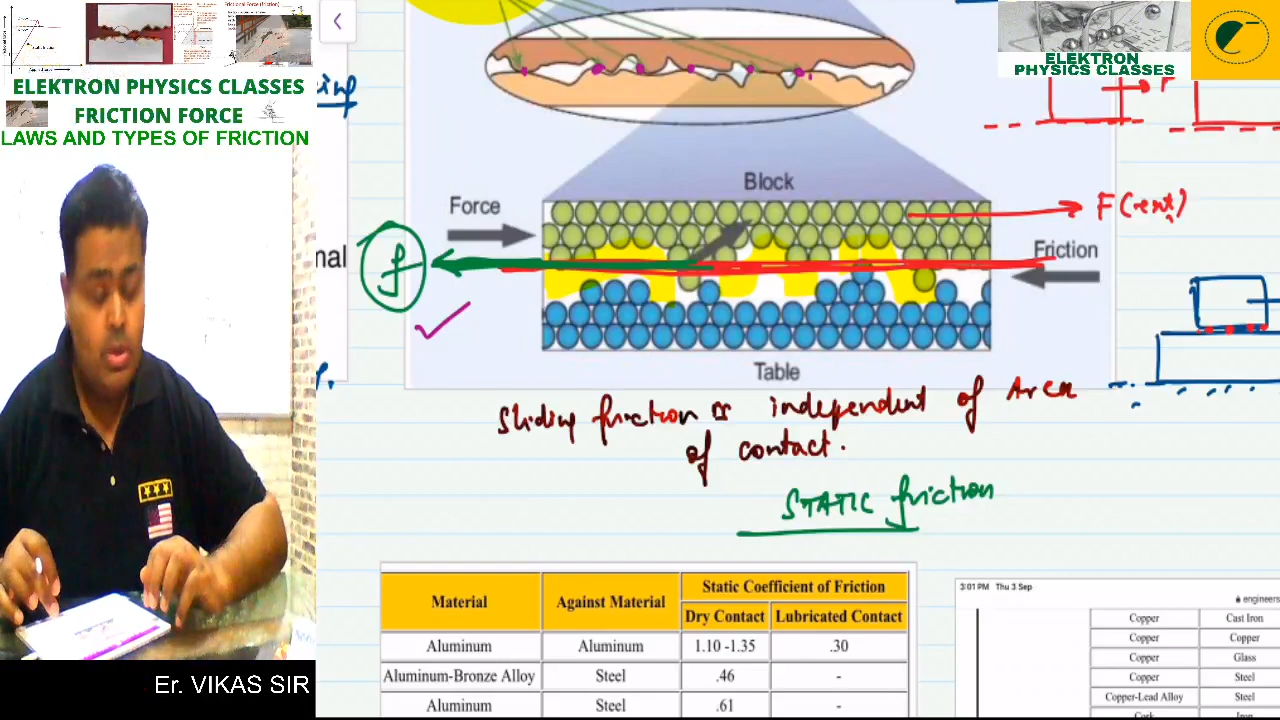 ELEKTRON PHYSICS CLASSES
FRICTION FORCE
LAWS AND TYPES OF FRICTION
ELEKTRON
PHYSICS CLASSES
Block
Force
F(ext)
f
Friction
Table
Sliding friction is independent of Area
of contact.
STATIC friction
Material
Against Material
Static Coefficient of Friction
Dry Contact
Lubricated Contact
Aluminum Aluminum 1.10 -1.35 .30
Aluminum-Bronze Alloy Steel .46 -
Aluminum Steel .61 -
3:01 PM Thu 3 Sep
engineers
Copper Cast Iron
Copper Copper
Copper Glass
Copper Steel
Copper-Lead Alloy Steel
Cork Iron
Er. VIKAS SIR